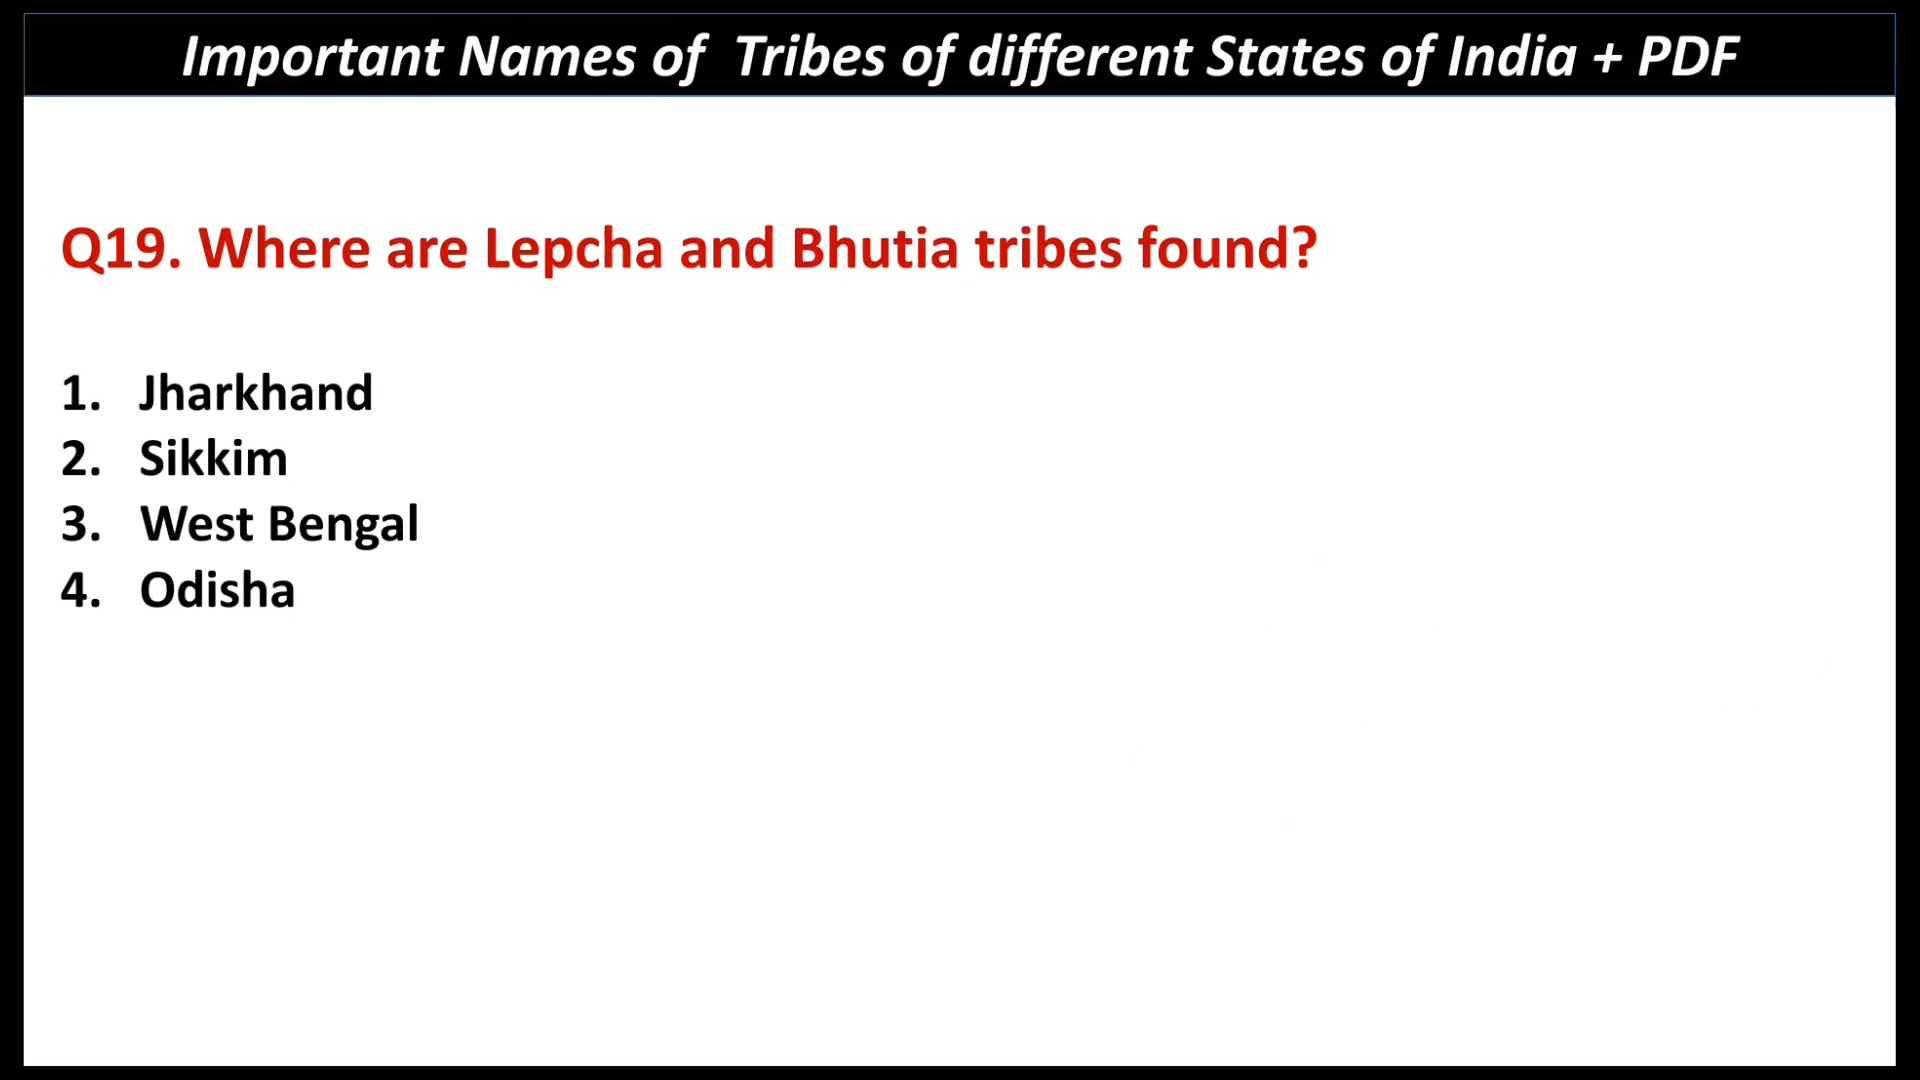 Important Names of  Tribes of different States of India + PDF
Q19. Where are Lepcha and Bhutia tribes found?
1. Jharkhand
2. Sikkim
3. West Bengal
4. Odisha